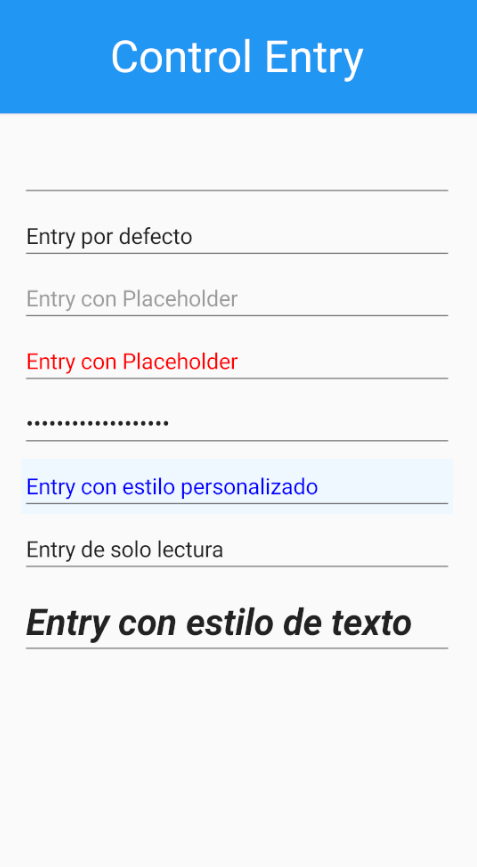 Control Entry
Entry por defecto
Entry con Placeholder
Entry con Placeholder
...................
Entry con estilo personalizado
Entry de solo lectura
Entry con estilo de texto